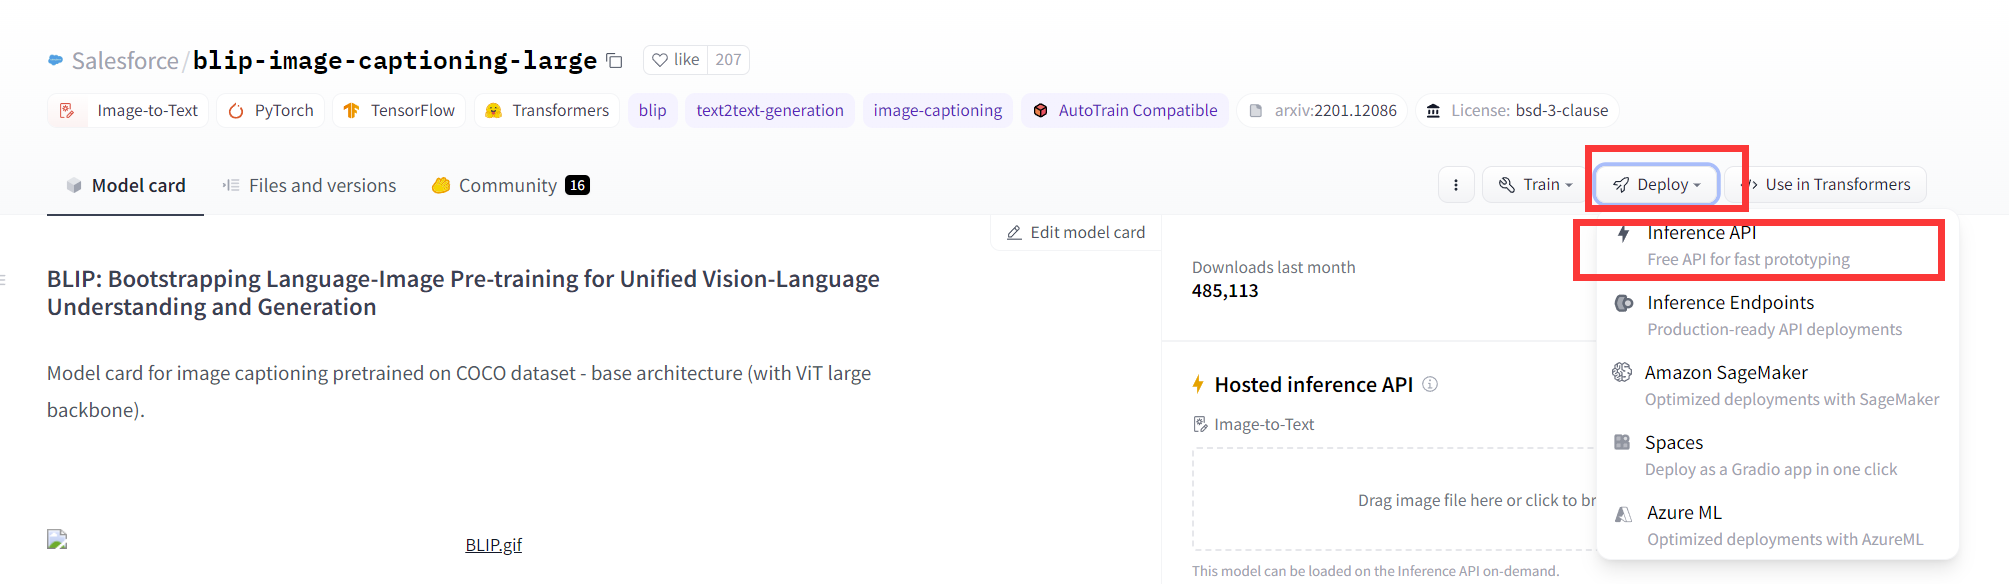 Salesforce/blip-image-captioning-large like 207
Image-to-Text PyTorch TensorFlow Transformers blip text2text-generation image-captioning AutoTrain Compatible arxiv:2201.12086 License: bsd-3-clause
Model card Files and versions Community 16 Train Deploy Use in Transformers
Edit model card
BLIP: Bootstrapping Language-Image Pre-training for Unified Vision-Language
Understanding and Generation
Model card for image captioning pretrained on COCO dataset - base architecture (with ViT large
backbone).
BLIP.gif
Downloads last month
485,113
Hosted inference API
Image-to-Text
Drag image file here or click to br
This model can be loaded on the Inference API on-demand.
Inference API
Free API for fast prototyping
Inference Endpoints
Production-ready API deployments
Amazon SageMaker
Optimized deployments with SageMaker
Spaces
Deploy as a Gradio app in one click
Azure ML
Optimized deployments with AzureML